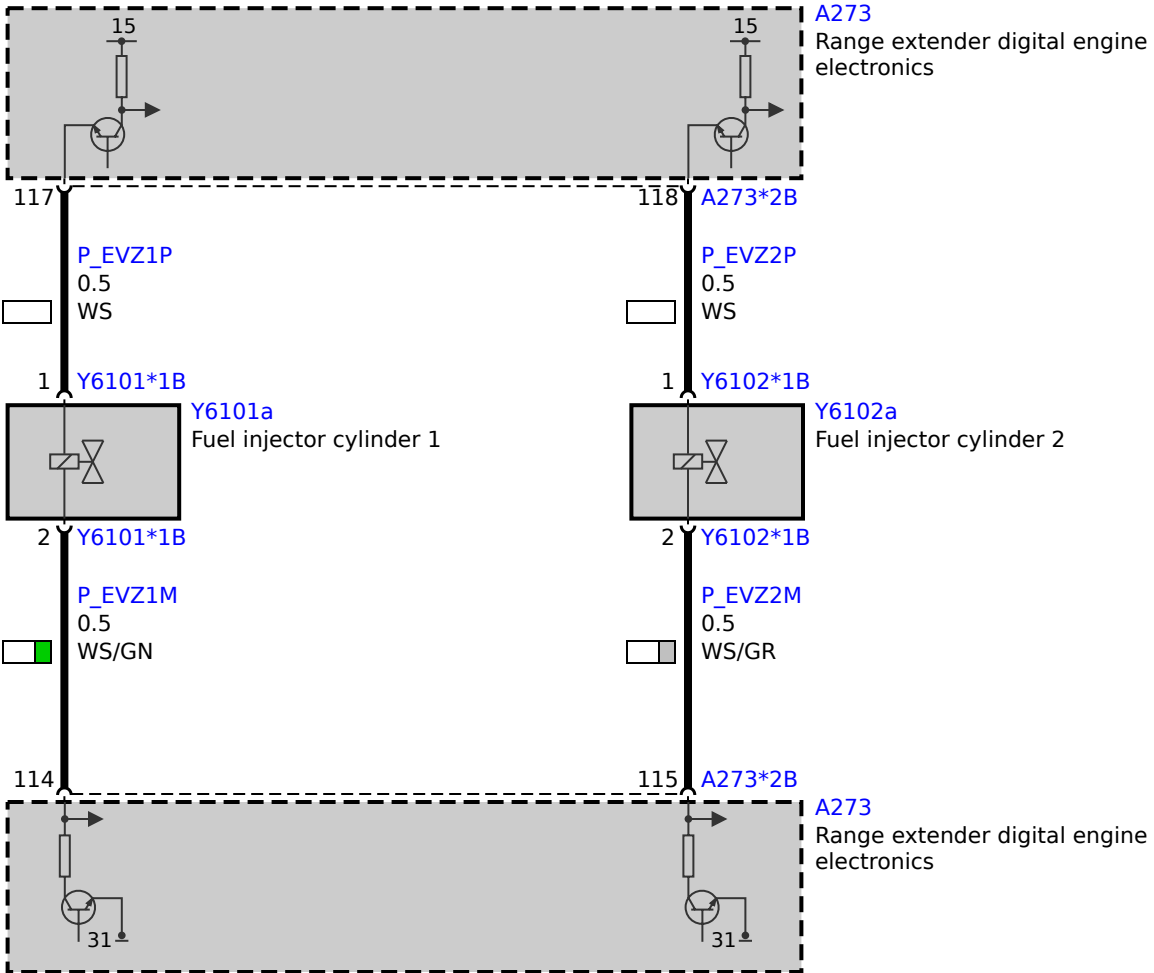 A273
Range extender digital engine
electronics
15
15
117
118
A273*2B
P_EVZ1P
0.5
WS
P_EVZ2P
0.5
WS
1
Y6101*1B
1
Y6102*1B
Y6101a
Fuel injector cylinder 1
Y6102a
Fuel injector cylinder 2
2
Y6101*1B
2
Y6102*1B
P_EVZ1M
0.5
WS/GN
P_EVZ2M
0.5
WS/GR
114
115
A273*2B
A273
Range extender digital engine
electronics
31
31